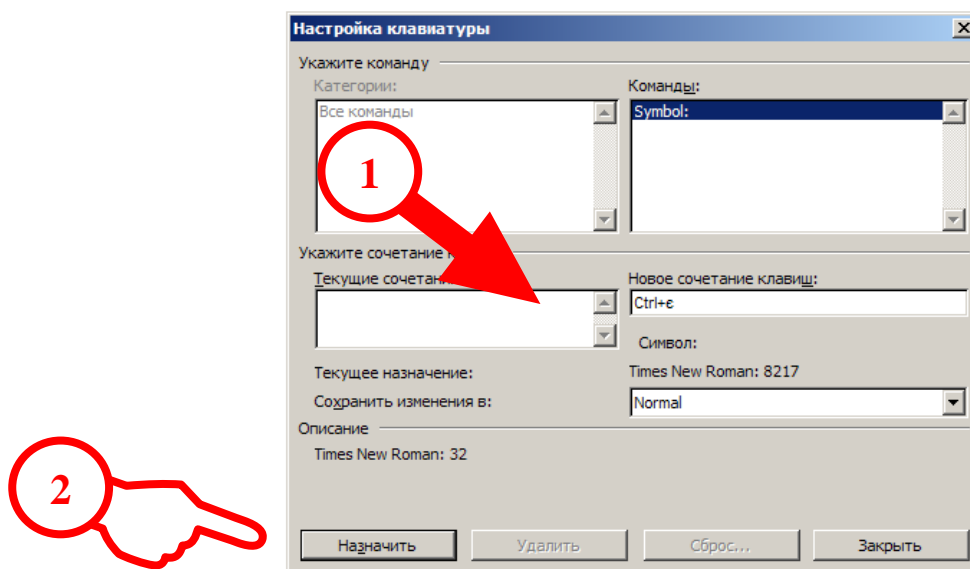 Настройка клавиатуры
Укажите команду
Категории:
Команды:
Все команды
Symbol:
1
Укажите сочетание
Текущие
Новое сочетание клавиш:
Ctrl+є
Символ:
Текущее назначение:
Times New Roman: 8217
Сохранить изменения в:
Normal
Описание
Times New Roman: 32
2
Назначить
Удалить
Сброс...
Закрыть